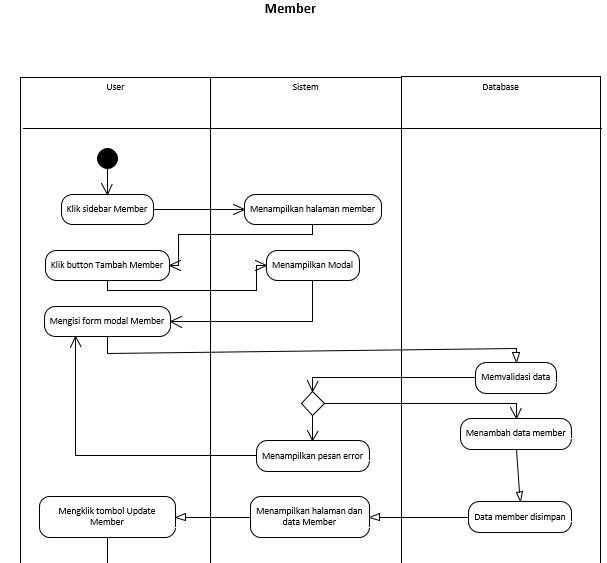 Member
User
Sistem
Database
Klik sidebar Member
Menampilkan halaman member
Klik button Tambah Member
Menampilkan Modal
Mengisi form modal Member
Memvalidasi data
Menambah data member
Menampilkan pesan error
Mengklik tombol Update
Member
Menampilkan halaman dan
data Member
Data member disimpan